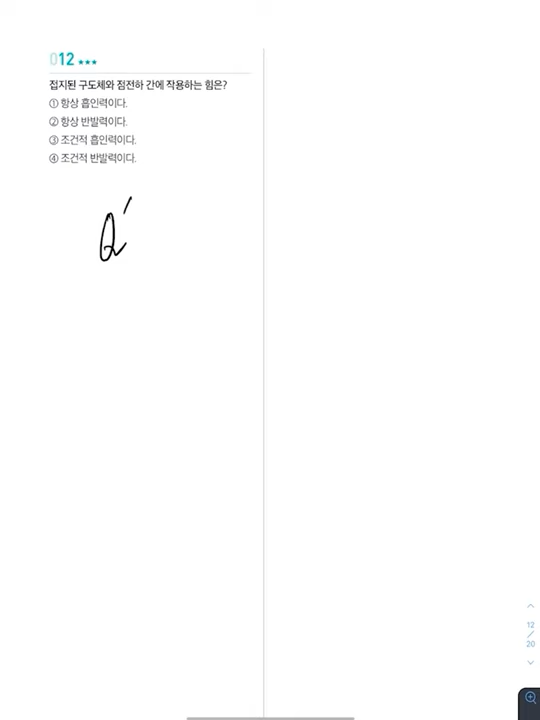 012 ★★★
접지된 구도체와 점전하 간에 작용하는 힘은?
① 항상 흡인력이다.
② 항상 반발력이다.
③ 조건적 흡인력이다.
④ 조건적 반발력이다.
Q'
12
/
20